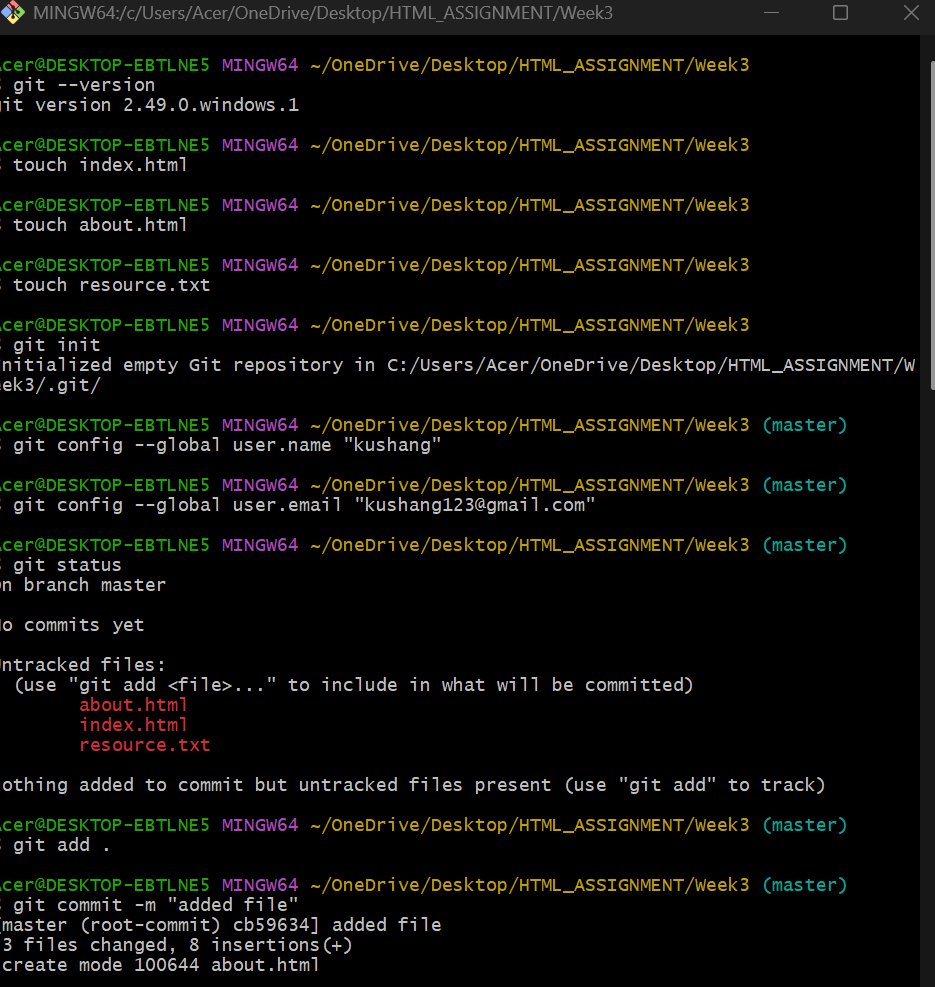 MINGW64:/c/Users/Acer/OneDrive/Desktop/HTML_ASSIGNMENT/Week3
Acer@DESKTOP-EBTLNE5 MINGW64 ~/OneDrive/Desktop/HTML_ASSIGNMENT/Week3
$ git --version
git version 2.49.0.windows.1
Acer@DESKTOP-EBTLNE5 MINGW64 ~/OneDrive/Desktop/HTML_ASSIGNMENT/Week3
$ touch index.html
Acer@DESKTOP-EBTLNE5 MINGW64 ~/OneDrive/Desktop/HTML_ASSIGNMENT/Week3
$ touch about.html
Acer@DESKTOP-EBTLNE5 MINGW64 ~/OneDrive/Desktop/HTML_ASSIGNMENT/Week3
$ touch resource.txt
Acer@DESKTOP-EBTLNE5 MINGW64 ~/OneDrive/Desktop/HTML_ASSIGNMENT/Week3
$ git init
Initialized empty Git repository in C:/Users/Acer/OneDrive/Desktop/HTML_ASSIGNMENT/W
eek3/.git/
Acer@DESKTOP-EBTLNE5 MINGW64 ~/OneDrive/Desktop/HTML_ASSIGNMENT/Week3 (master)
$ git config --global user.name "kushang"
Acer@DESKTOP-EBTLNE5 MINGW64 ~/OneDrive/Desktop/HTML_ASSIGNMENT/Week3 (master)
$ git config --global user.email "kushang123@gmail.com"
Acer@DESKTOP-EBTLNE5 MINGW64 ~/OneDrive/Desktop/HTML_ASSIGNMENT/Week3 (master)
$ git status
On branch master
No commits yet
Untracked files:
(use "git add <file>..." to include in what will be committed)
about.html
index.html
resource.txt
nothing added to commit but untracked files present (use "git add" to track)
Acer@DESKTOP-EBTLNE5 MINGW64 ~/OneDrive/Desktop/HTML_ASSIGNMENT/Week3 (master)
$ git add .
Acer@DESKTOP-EBTLNE5 MINGW64 ~/OneDrive/Desktop/HTML_ASSIGNMENT/Week3 (master)
$ git commit -m "added file"
[master (root-commit) cb59634] added file
3 files changed, 8 insertions(+)
create mode 100644 about.html